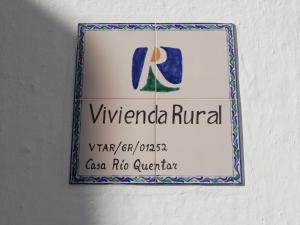 R
Vivienda Rural
VTAR/GR/01252
Casa Río Quentar